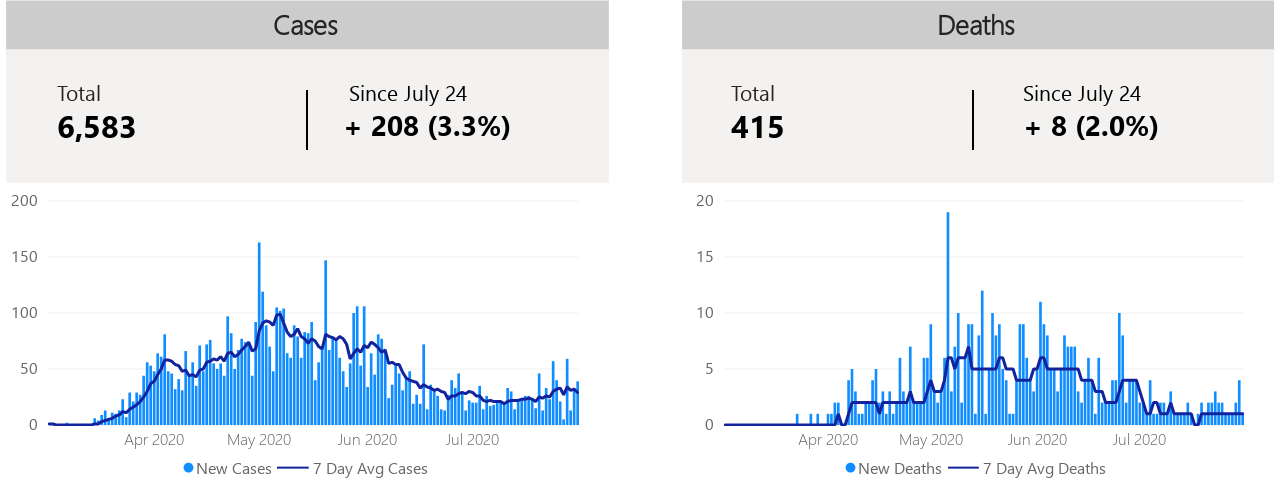 Cases
Total
6,583
Since July 24
+ 208 (3.3%)
200
150
100
50
0
Apr 2020 May 2020 Jun 2020 Jul 2020
New Cases 7 Day Avg Cases
Deaths
Total
415
Since July 24
+ 8 (2.0%)
20
15
10
5
0
Apr 2020 May 2020 Jun 2020 Jul 2020
New Deaths 7 Day Avg Deaths